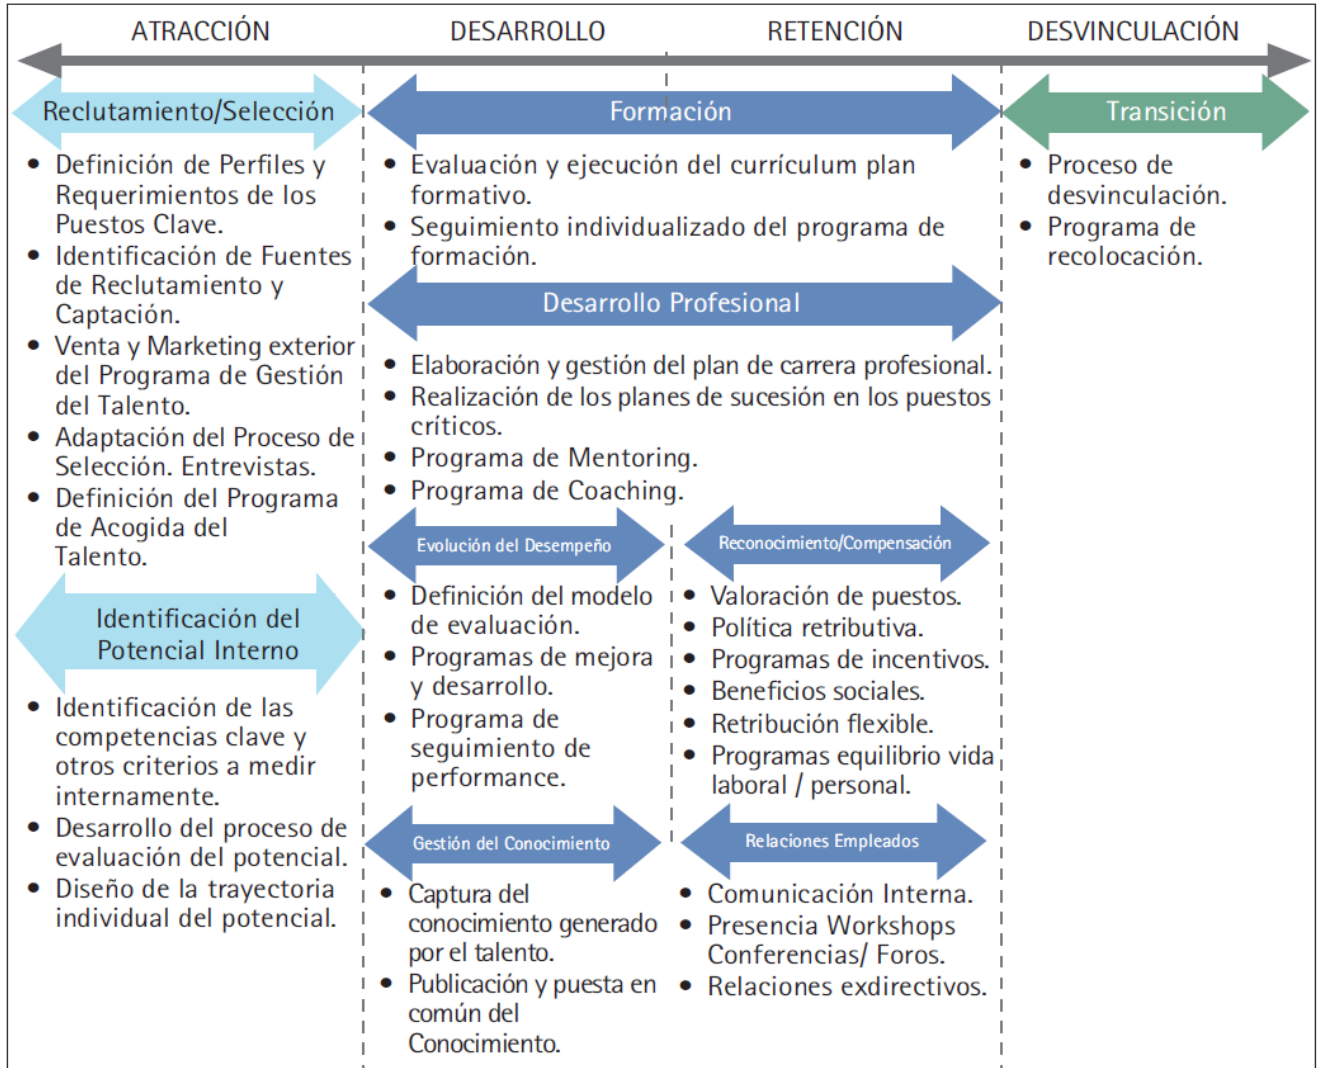 ATRACCIÓN
DESARROLLO
RETENCIÓN
DESVINCULACIÓN
Reclutamiento/Selección
• Definición de Perfiles y
Requerimientos de los
Puestos Clave.
• Identificación de Fuentes
de Reclutamiento y
Captación.
• Venta y Marketing exterior
del Programa de Gestión
del Talento.
• Adaptación del Proceso de
Selección. Entrevistas.
• Definición del Programa
de Acogida del
Talento.
Identificación del
Potencial Interno
• Identificación de las
competencias clave y
otros criterios a medir
internamente.
• Desarrollo del proceso de
evaluación del potencial.
• Diseño de la trayectoria
individual del potencial.
Formación
• Evaluación y ejecución del currículum plan
formativo.
• Seguimiento individualizado del programa de
formación.
Desarrollo Profesional
• Elaboración y gestión del plan de carrera profesional.
• Realización de los planes de sucesión en los puestos
críticos.
• Programa de Mentoring.
• Programa de Coaching.
Evolución del Desempeño
• Definición del modelo
de evaluación.
• Programas de mejora
y desarrollo.
• Programa de
seguimiento de
performance.
Gestión del Conocimiento
• Captura del
conocimiento generado
por el talento.
• Publicación y puesta en
común del
Conocimiento.
Reconocimiento/Compensación
• Valoración de puestos.
• Política retributiva.
• Programas de incentivos.
• Beneficios sociales.
• Retribución flexible.
• Programas equilibrio vida
laboral / personal.
Relaciones Empleados
• Comunicación Interna.
• Presencia Workshops
Conferencias/ Foros.
• Relaciones exdirectivos.
Transición
• Proceso de
desvinculación.
• Programa de
recolocación.